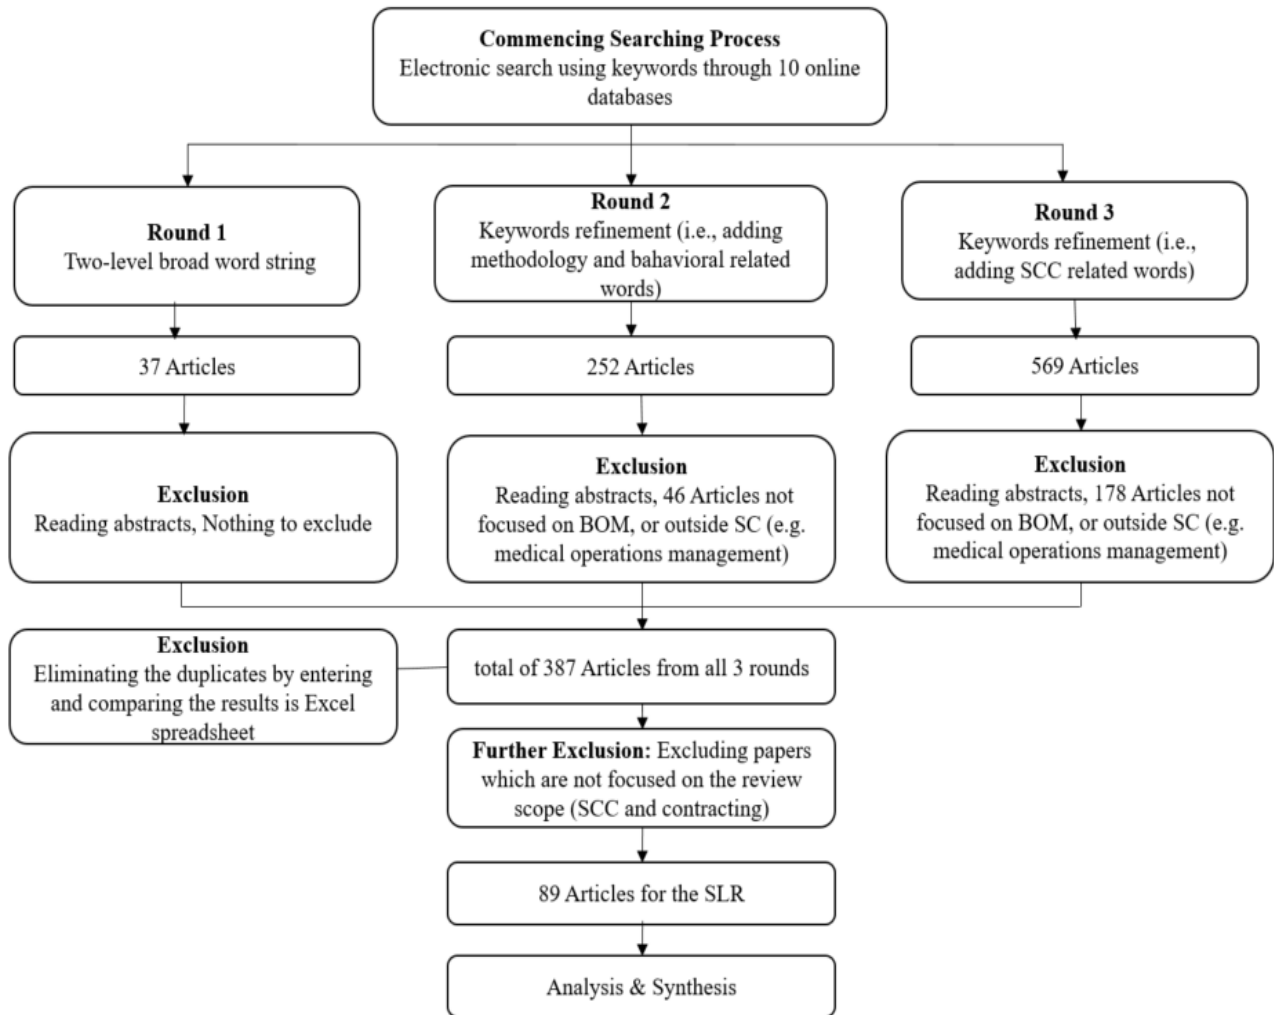 Commencing Searching Process
Electronic search using keywords through 10 online
databases
Round 1
Two-level broad word string
Round 2
Keywords refinement (i.e., adding
methodology and bahavioral related
words)
Round 3
Keywords refinement (i.e.,
adding SCC related words)
37 Articles
252 Articles
569 Articles
Exclusion
Reading abstracts, Nothing to exclude
Exclusion
Reading abstracts, 46 Articles not
focused on BOM, or outside SC (e.g.
medical operations management)
Exclusion
Reading abstracts, 178 Articles not
focused on BOM, or outside SC (e.g.
medical operations management)
Exclusion
Eliminating the duplicates by entering
and comparing the results is Excel
spreadsheet
total of 387 Articles from all 3 rounds
Further Exclusion: Excluding papers
which are not focused on the review
scope (SCC and contracting)
89 Articles for the SLR
Analysis & Synthesis